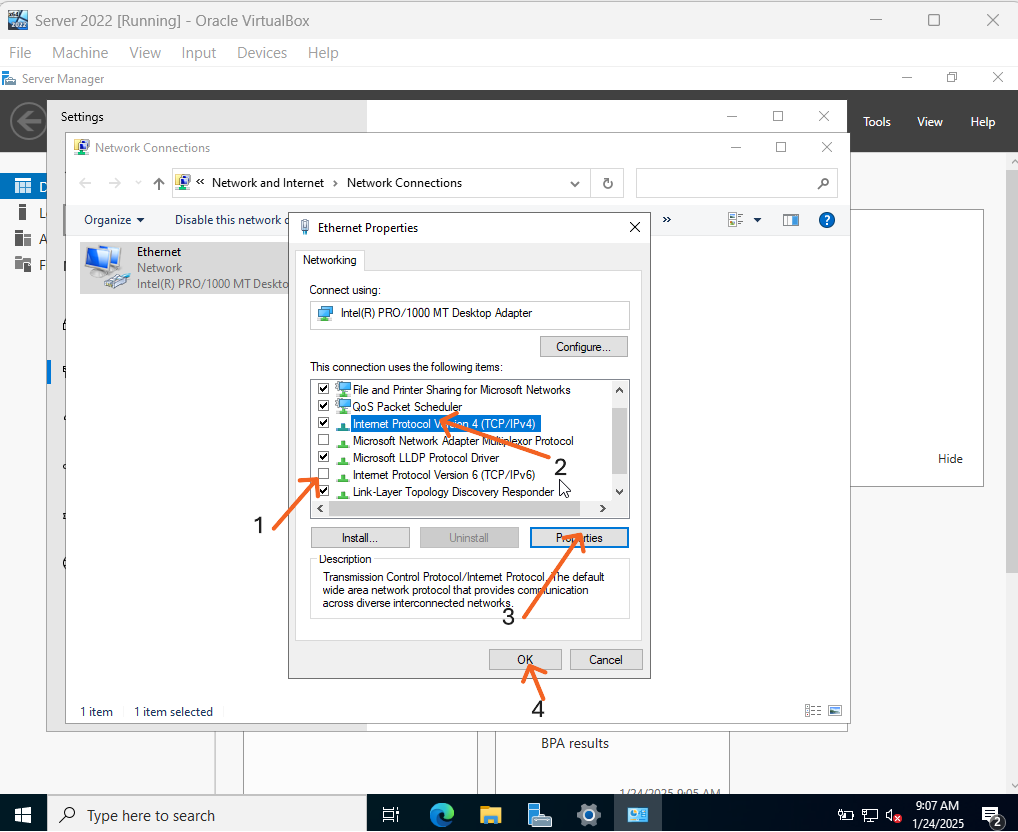 Server 2022 [Running] - Oracle VirtualBox
File Machine View Input Devices Help
Server Manager
Settings
Tools View Help
Network Connections
« Network and Internet › Network Connections
Organize Disable this network »
Ethernet
Network
Intel(R) PRO/1000 MT Deskto
Ethernet Properties
Networking
Connect using:
Intel(R) PRO/1000 MT Desktop Adapter
Configure...
This connection uses the following items:
File and Printer Sharing for Microsoft Networks
QoS Packet Scheduler
Internet Protocol Version 4 (TCP/IPv4)
Microsoft Network Adapter Multiplexor Protocol
Microsoft LLDP Protocol Driver
Internet Protocol Version 6 (TCP/IPv6)
Link-Layer Topology Discovery Responder
2
1
Install... Uninstall Properties
Description
Transmission Control Protocol/Internet Protocol. The default
wide area network protocol that provides communication
across diverse interconnected networks.
3
OK Cancel
4
Hide
1 item 1 item selected
BPA results
1/24/2025 9:05 AM
Type here to search
9:07 AM
1/24/2025
2